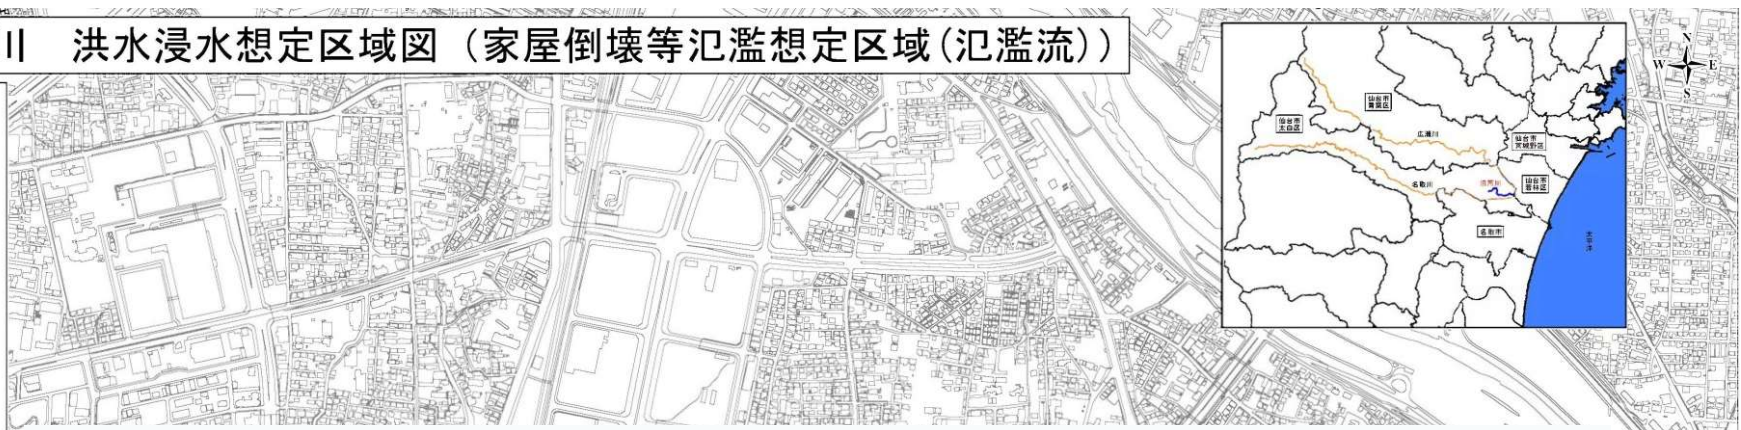 川 洪水浸水想定区域図（家屋倒壊等氾濫想定区域（氾濫流））
N
W E
S
仙台市
青葉区
仙台市
太白区
広瀬川
仙台市
宮城野区
名取川
仙台市
若林区
名取市
太平洋